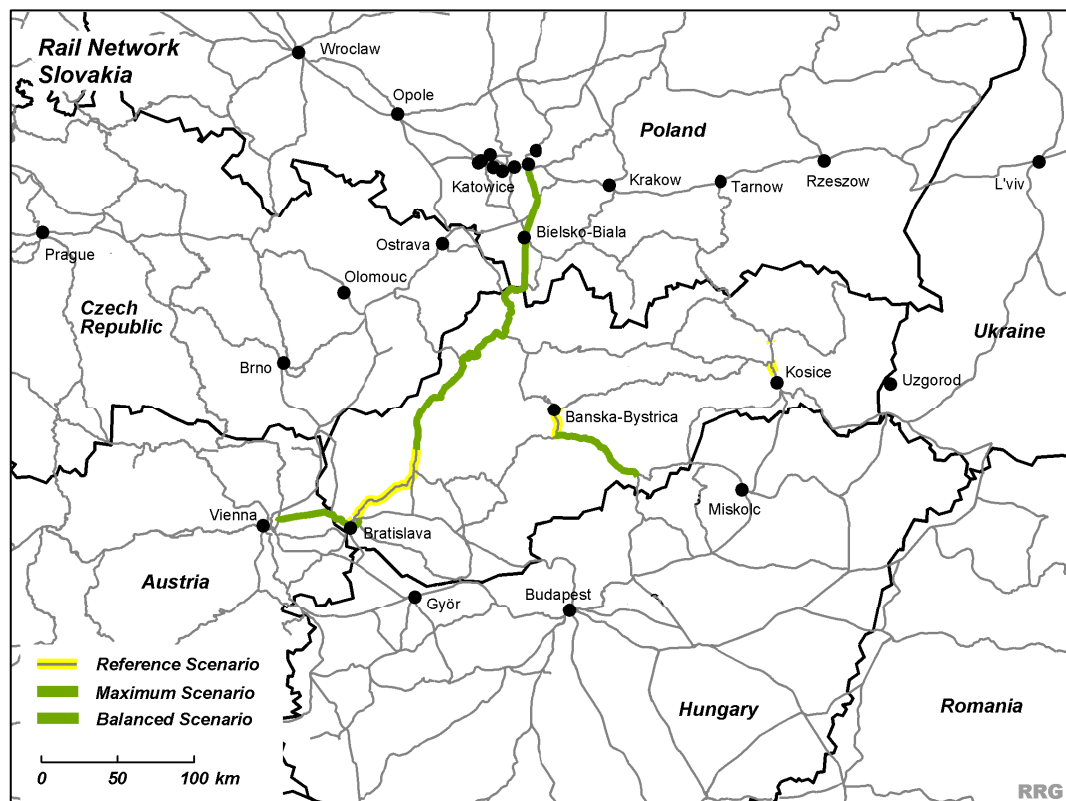 Rail Network
Slovakia
Wroclaw
Opole
Poland
Katowice
Krakow
Tarnow
Rzeszow
L'viv
Prague
Ostrava
Bielsko-Biala
Olomouc
Czech
Republic
Ukraine
Brno
Kosice
Uzgorod
Banska-Bystrica
Vienna
Bratislava
Miskolc
Austria
Györ
Budapest
Reference Scenario
Maximum Scenario
Balanced Scenario
Hungary
Romania
0 50 100 km
RRG